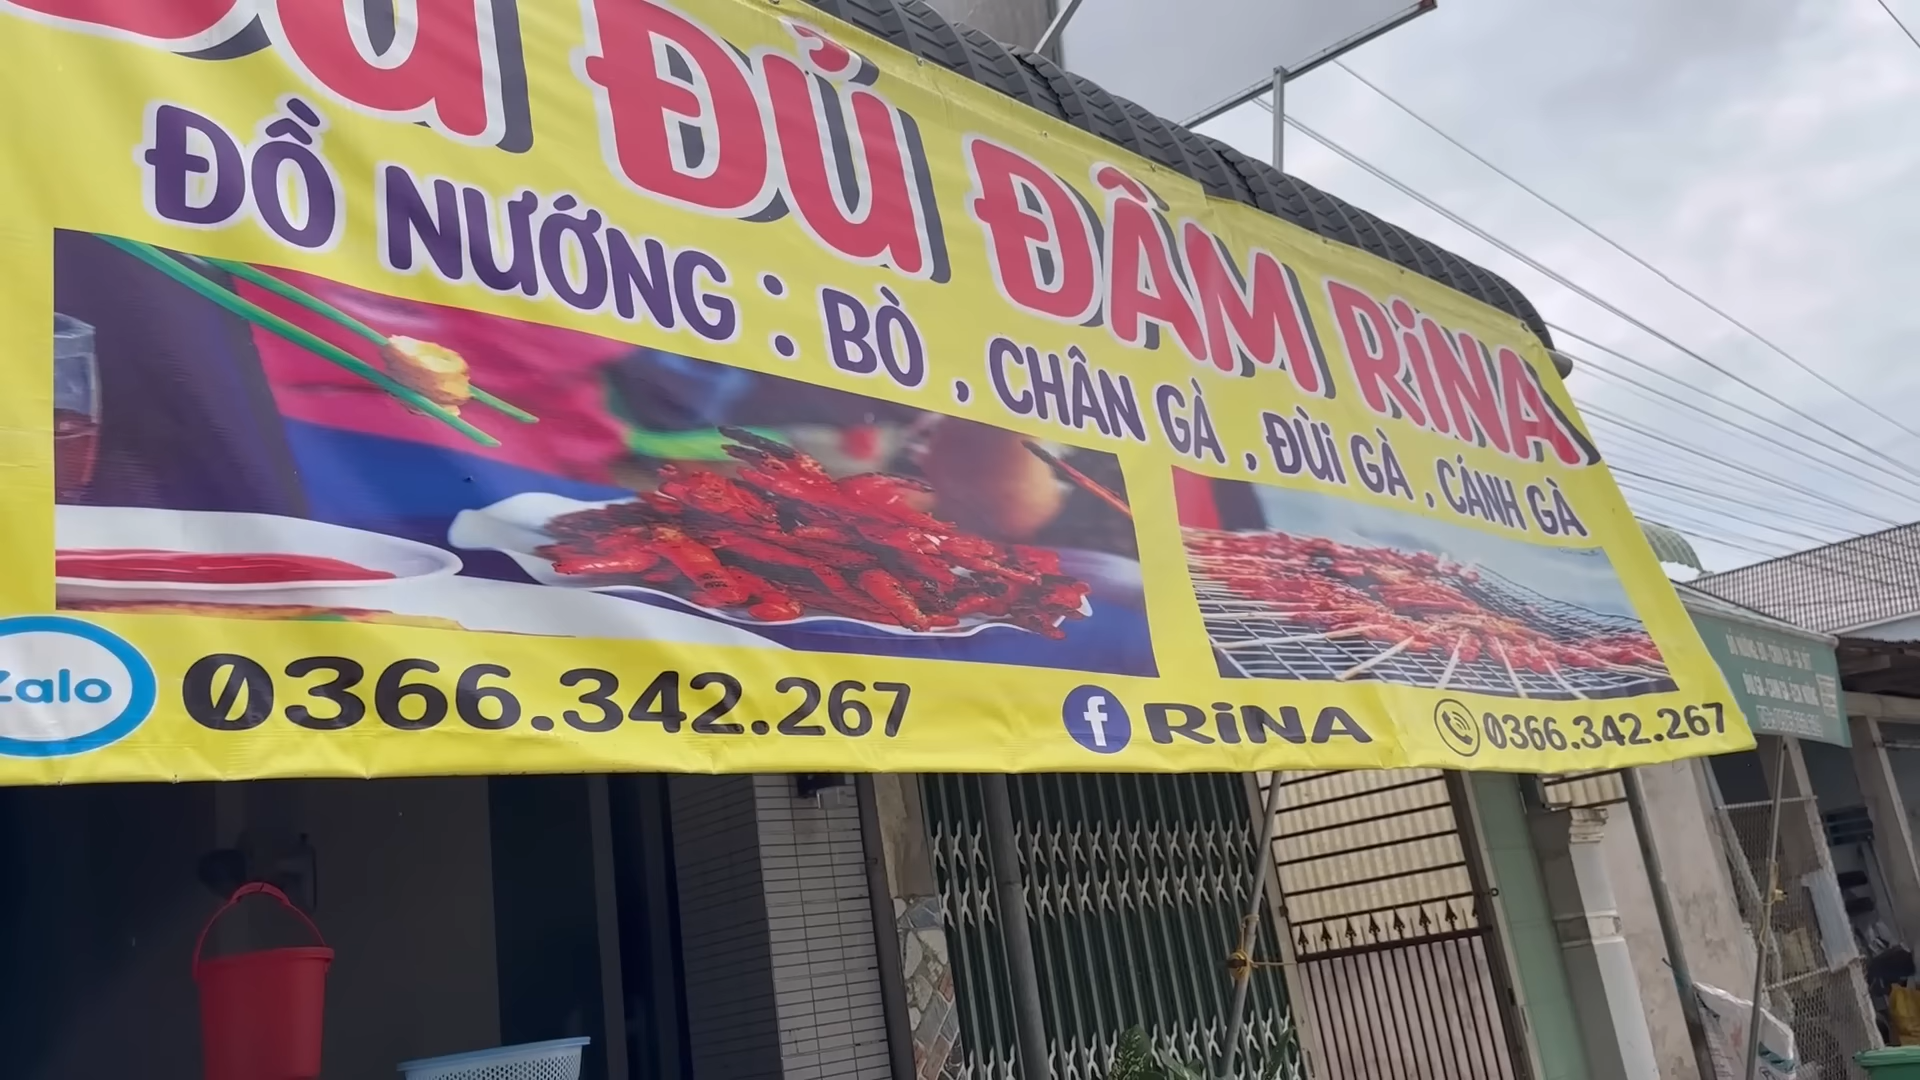 ĐU ĐỦ ĐÂM RiNA
ĐỒ NƯỚNG : BÒ , CHÂN GÀ , ĐÙi GÀ , CÁNH GÀ
Zalo 0366.342.267
f RiNA
0366.342.267